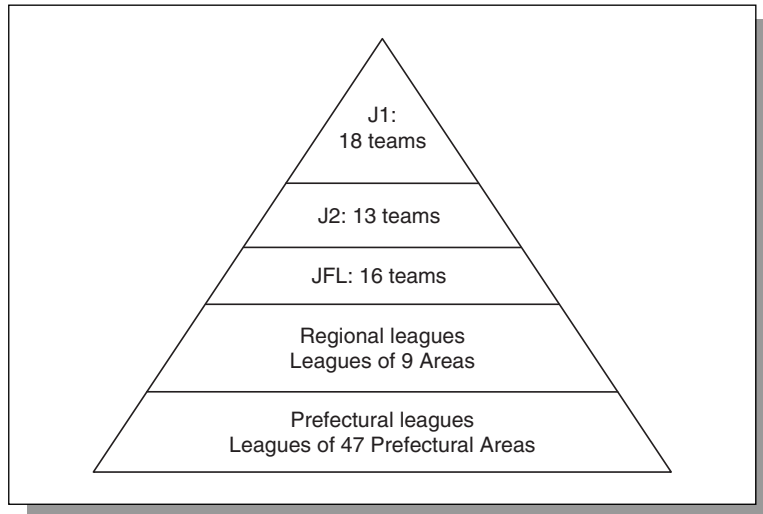 J1:
18 teams
J2: 13 teams
JFL: 16 teams
Regional leagues
Leagues of 9 Areas
Prefectural leagues
Leagues of 47 Prefectural Areas